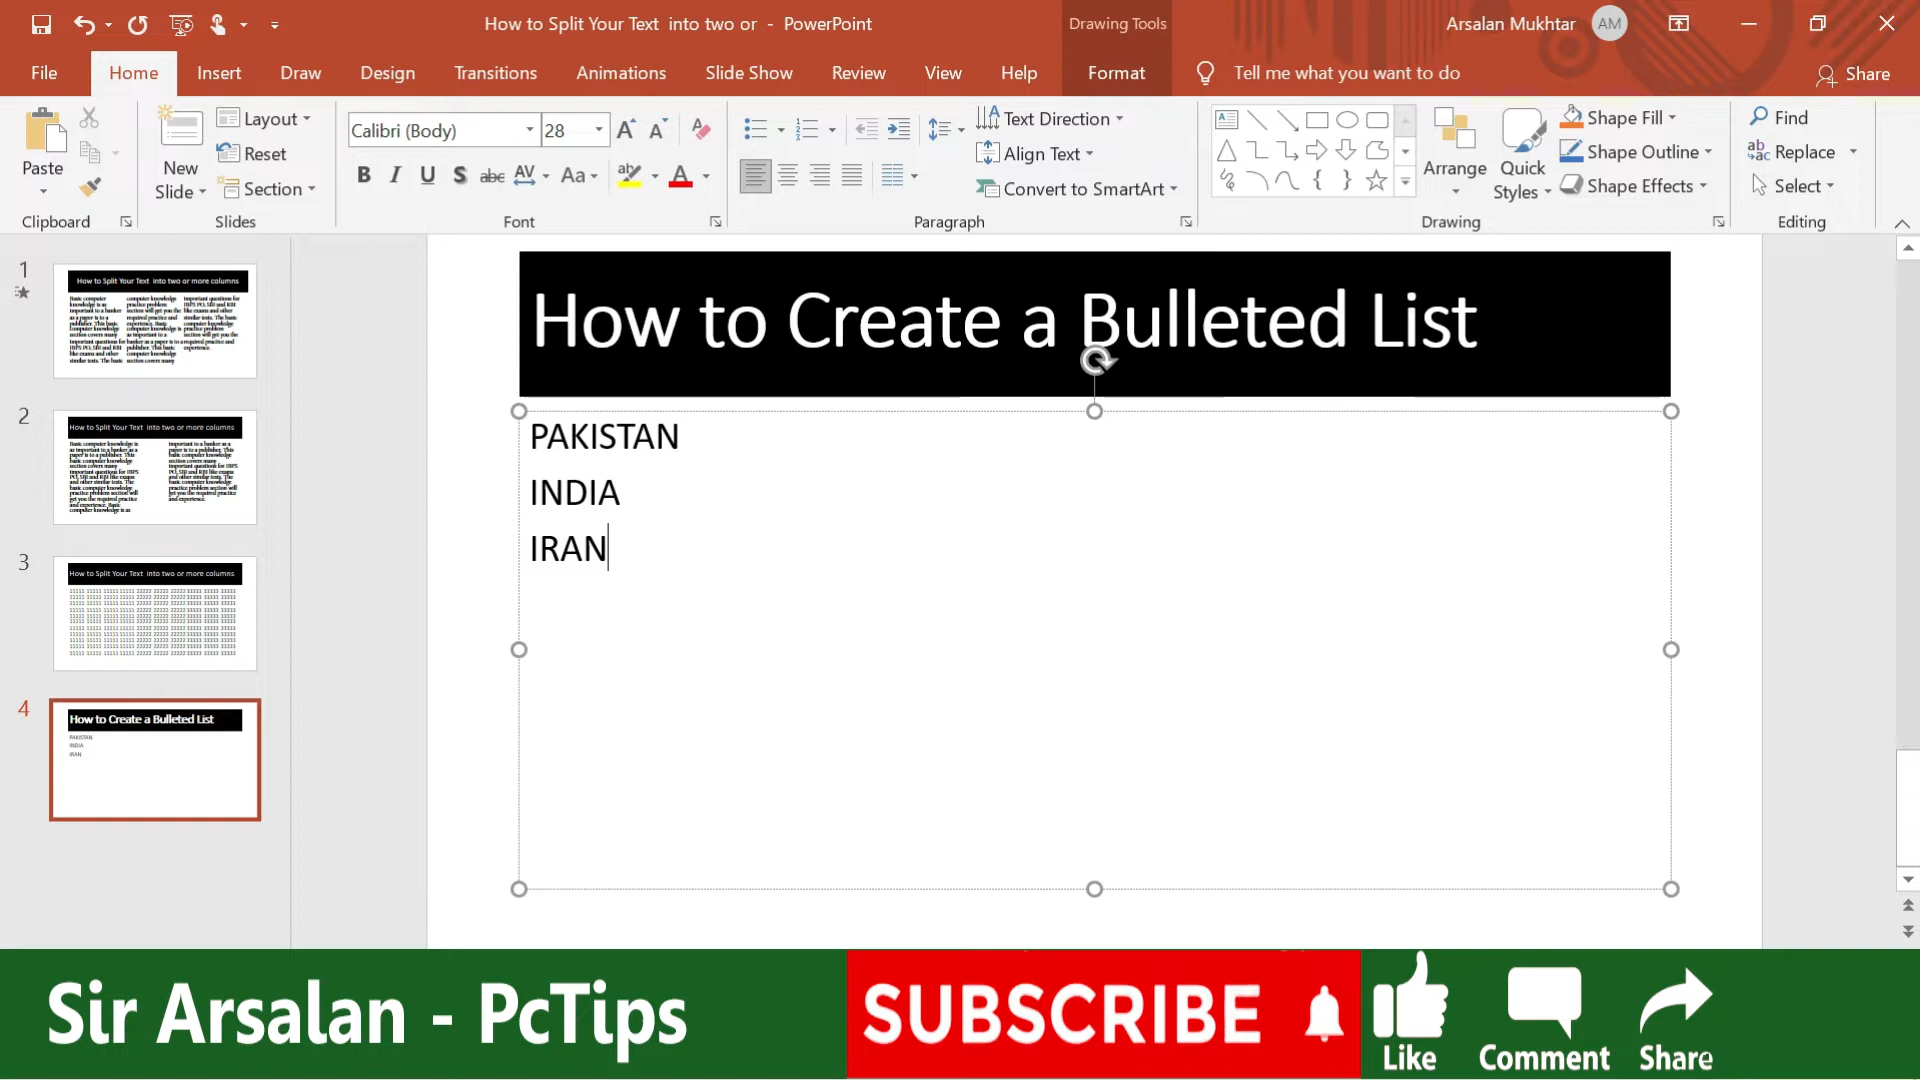 How to Split Your Text  into two or  -  PowerPoint
Drawing Tools
Arsalan Mukhtar
AM
File
Home
Insert
Draw
Design
Transitions
Animations
Slide Show
Review
View
Help
Format
Tell me what you want to do
Share
Paste
Clipboard
New
Slide
Layout
Reset
Section
Slides
Calibri (Body)
28
B I U S abc AV Aa A
Font
Text Direction
Align Text
Convert to SmartArt
Paragraph
Arrange
Quick
Styles
Shape Fill
Shape Outline
Shape Effects
Drawing
Find
Replace
Select
Editing
1
How to Split Your Text into two or more columns
2
How to Split Your Text into two or more columns
3
How to Split Your Text into two or more columns
4
How to Create a Bulleted List
PAKISTAN
INDIA
IRAN
How to Create a Bulleted List
PAKISTAN
INDIA
IRAN
Sir Arsalan - PcTips
SUBSCRIBE
Like
Comment
Share